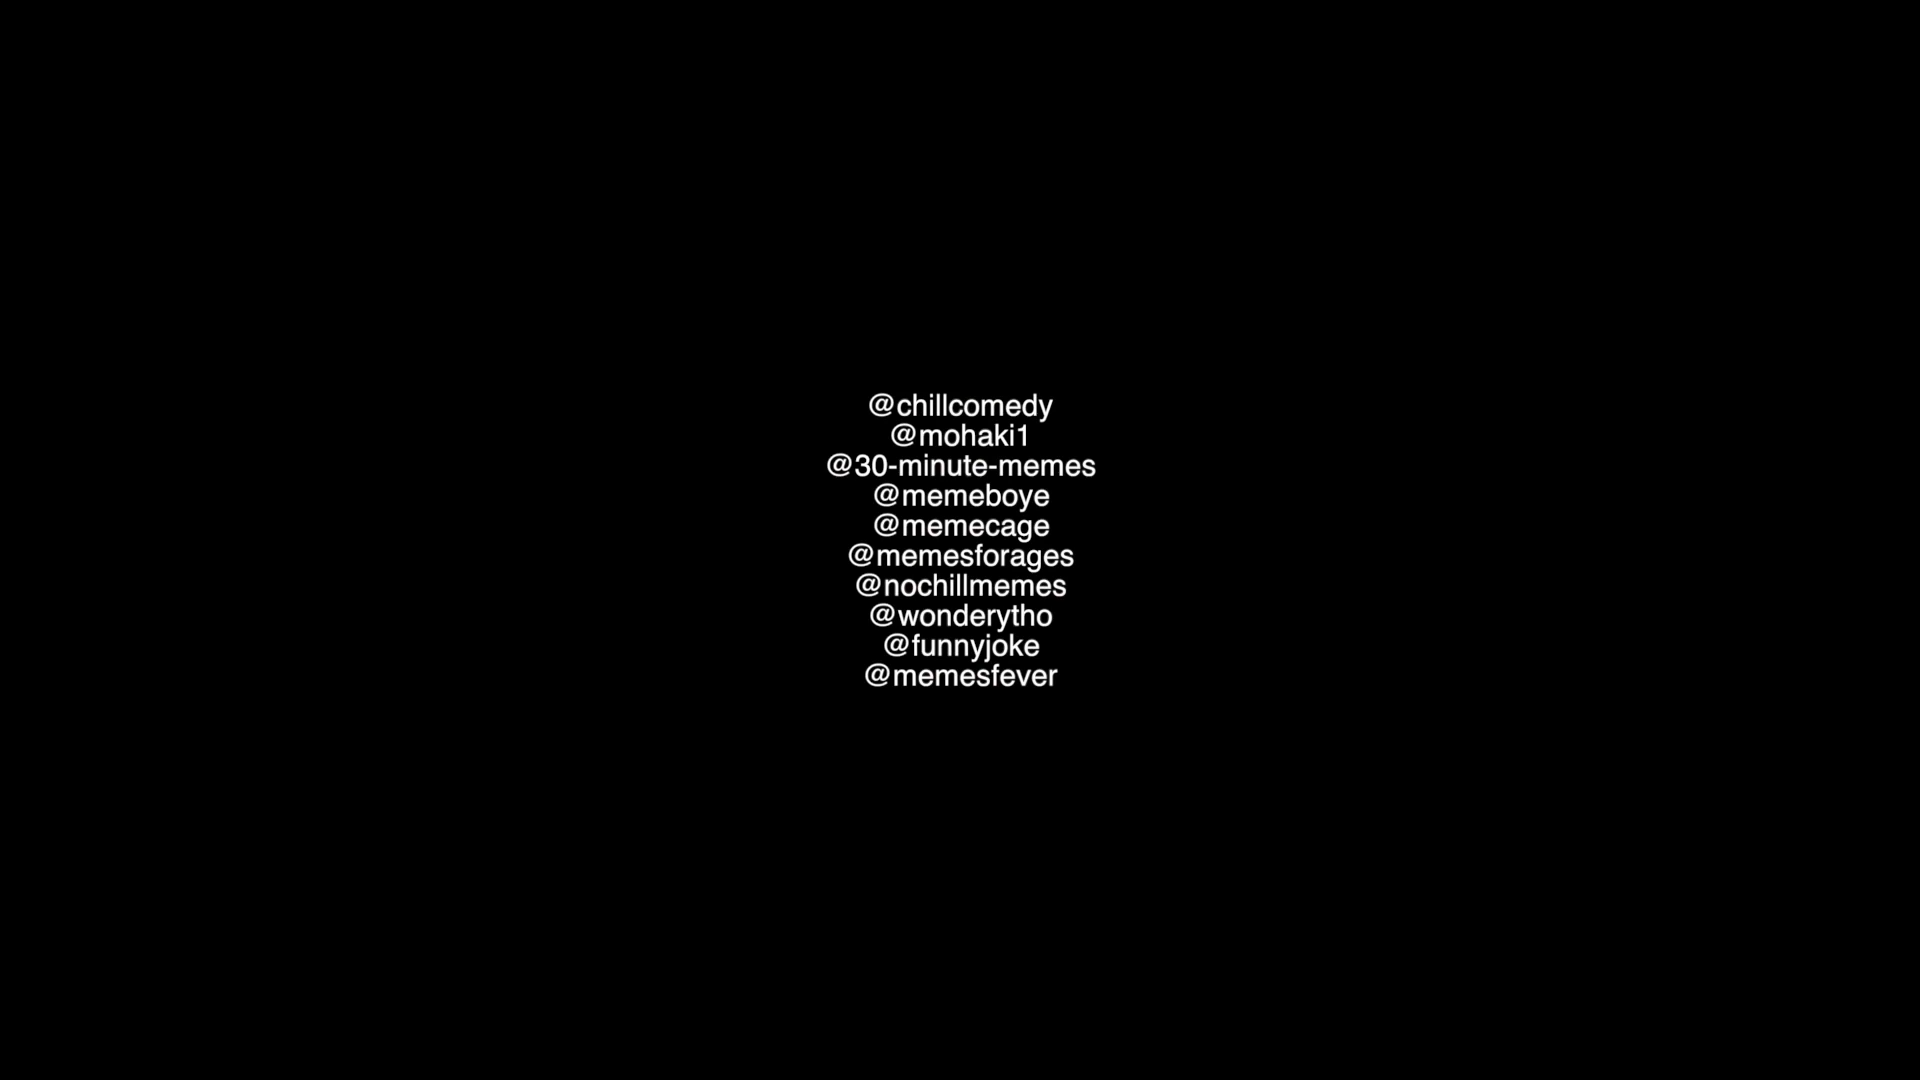 @chillcomedy
@mohaki1
@30-minute-memes
@memeboye
@memecage
@memesforages
@nochillmemes
@wonderytho
@funnyjoke
@memesfever